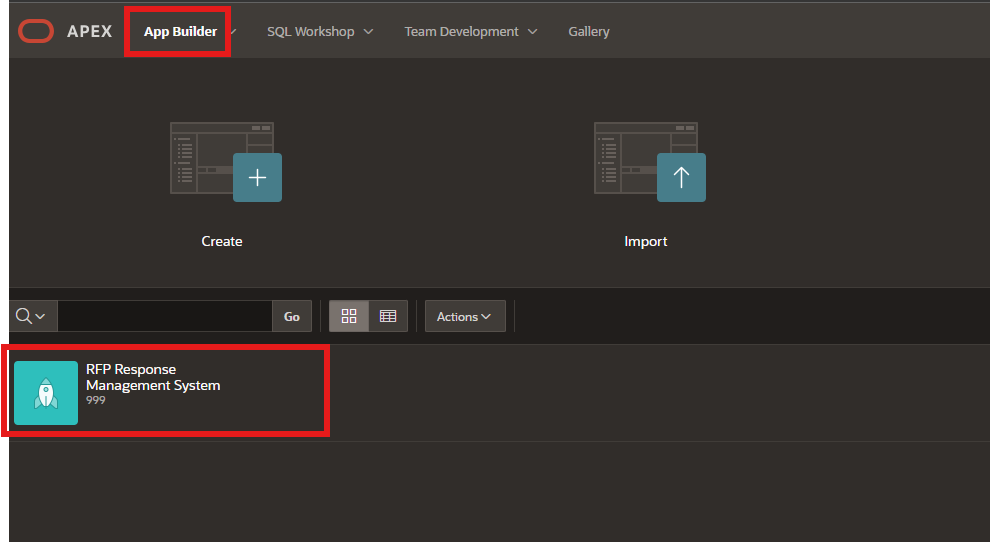 APEX App Builder SQL Workshop Team Development Gallery
Create Import
Go Actions
RFP Response
Management System
999